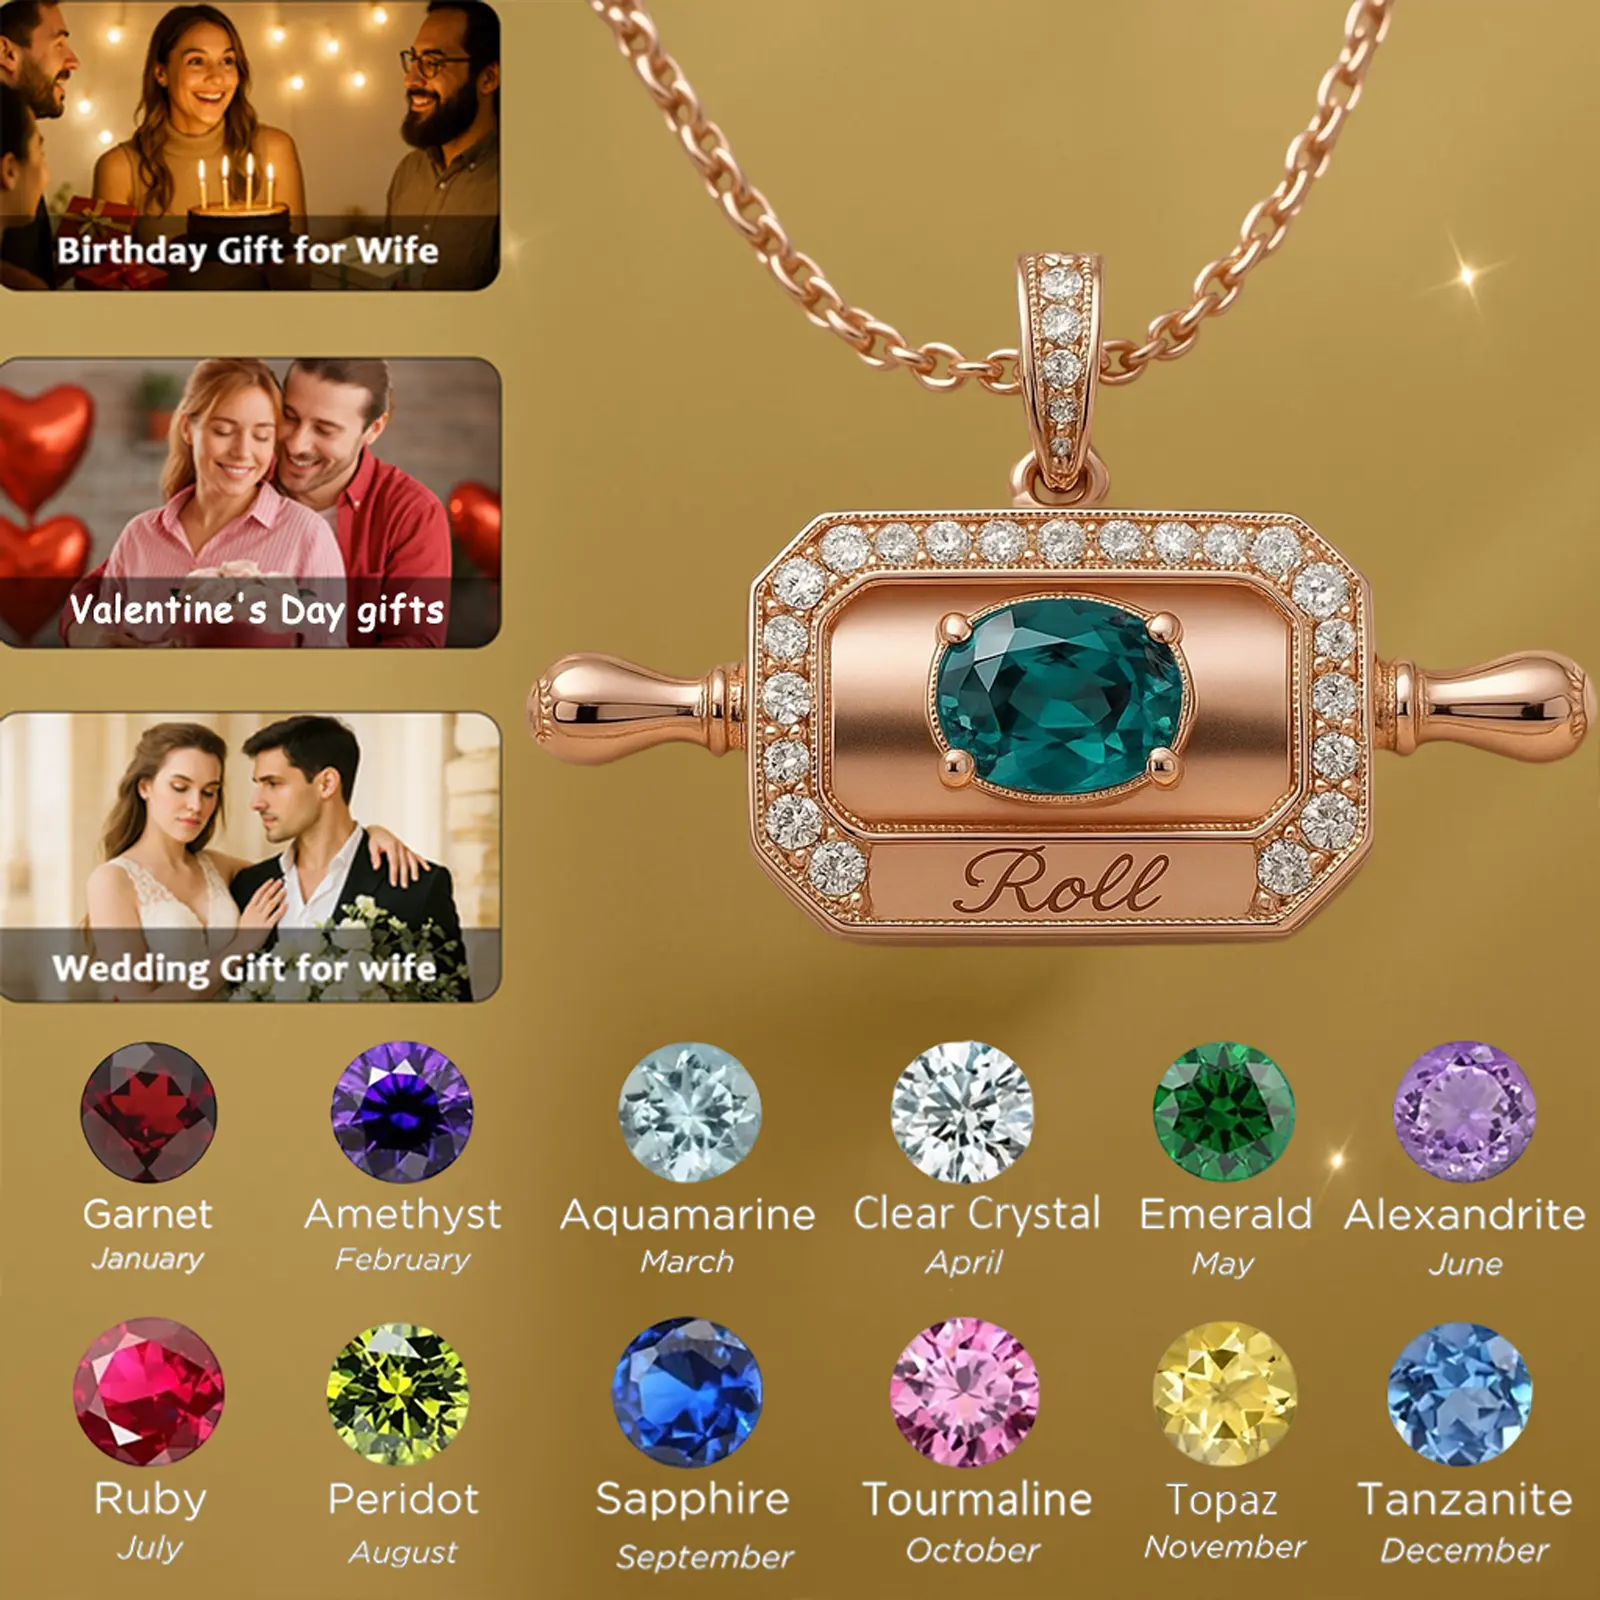 Birthday Gift for Wife
Valentine's Day gifts
Wedding Gift for wife
Roll
Garnet
January
Amethyst
February
Aquamarine
March
Clear Crystal
April
Emerald
May
Alexandrite
June
Ruby
July
Peridot
August
Sapphire
September
Tourmaline
October
Topaz
November
Tanzanite
December